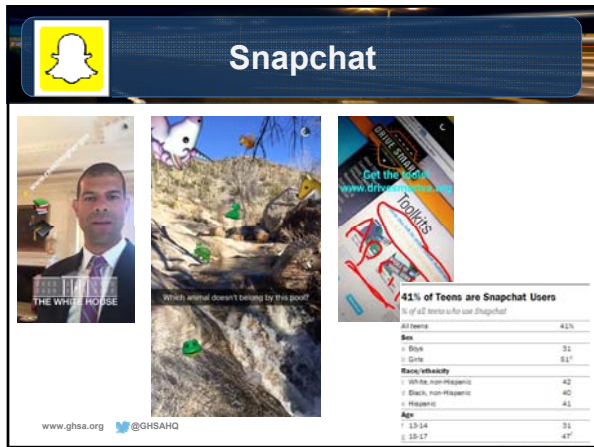 Snapchat
THE WHITE HOUSE
Which animal doesn't belong by this pool?
DRIVE SMART
Get the tools!
www.drivesmartva.org
Toolkits
41% of Teens are Snapchat Users
% of all teens who use Snapchat
All teens 41%
Sex
a Boys 31
b Girls 51a
Race/ethnicity
c White, non-Hispanic 42
d Black, non-Hispanic 40
e Hispanic 41
Age
f 13-14 31
g 15-17 47f
www.ghsa.org @GHSAHQ